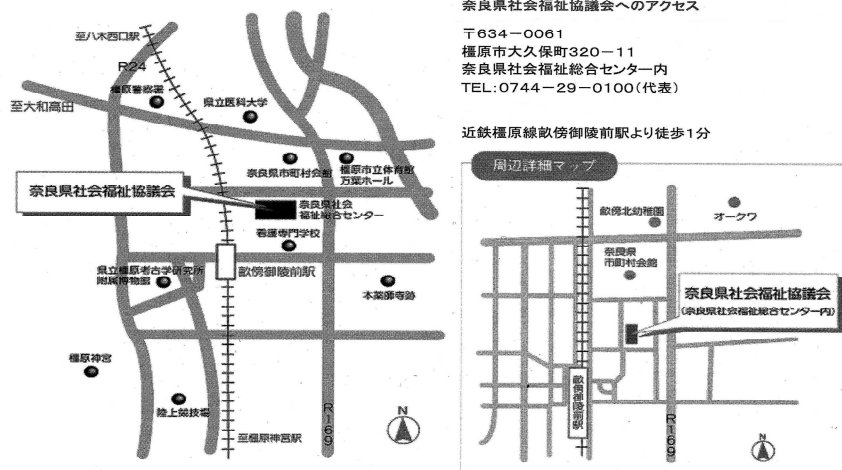 奈良県社会福祉協議会へのアクセス
〒634－0061
橿原市大久保町320－11
奈良県社会福祉総合センター内
TEL:0744－29－0100(代表)
近鉄橿原線畝傍御陵前駅より徒歩1分
至八木西口駅
R24
橿原警察署
県立医科大学
至大和高田
奈良県市町村会館
橿原市立体育館
万葉ホール
奈良県社会福祉協議会
奈良県社会
福祉総合センター
看護専門学校
畝傍御陵前駅
県立橿原考古学研究所
附属博物館
本薬師寺跡
橿原神宮
陸上競技場
R169
至橿原神宮駅
N
周辺詳細マップ
畝傍北幼稚園
オークワ
奈良県
市町村会館
奈良県社会福祉協議会
(奈良県社会福祉総合センター内)
畝傍御陵前駅
R169
N